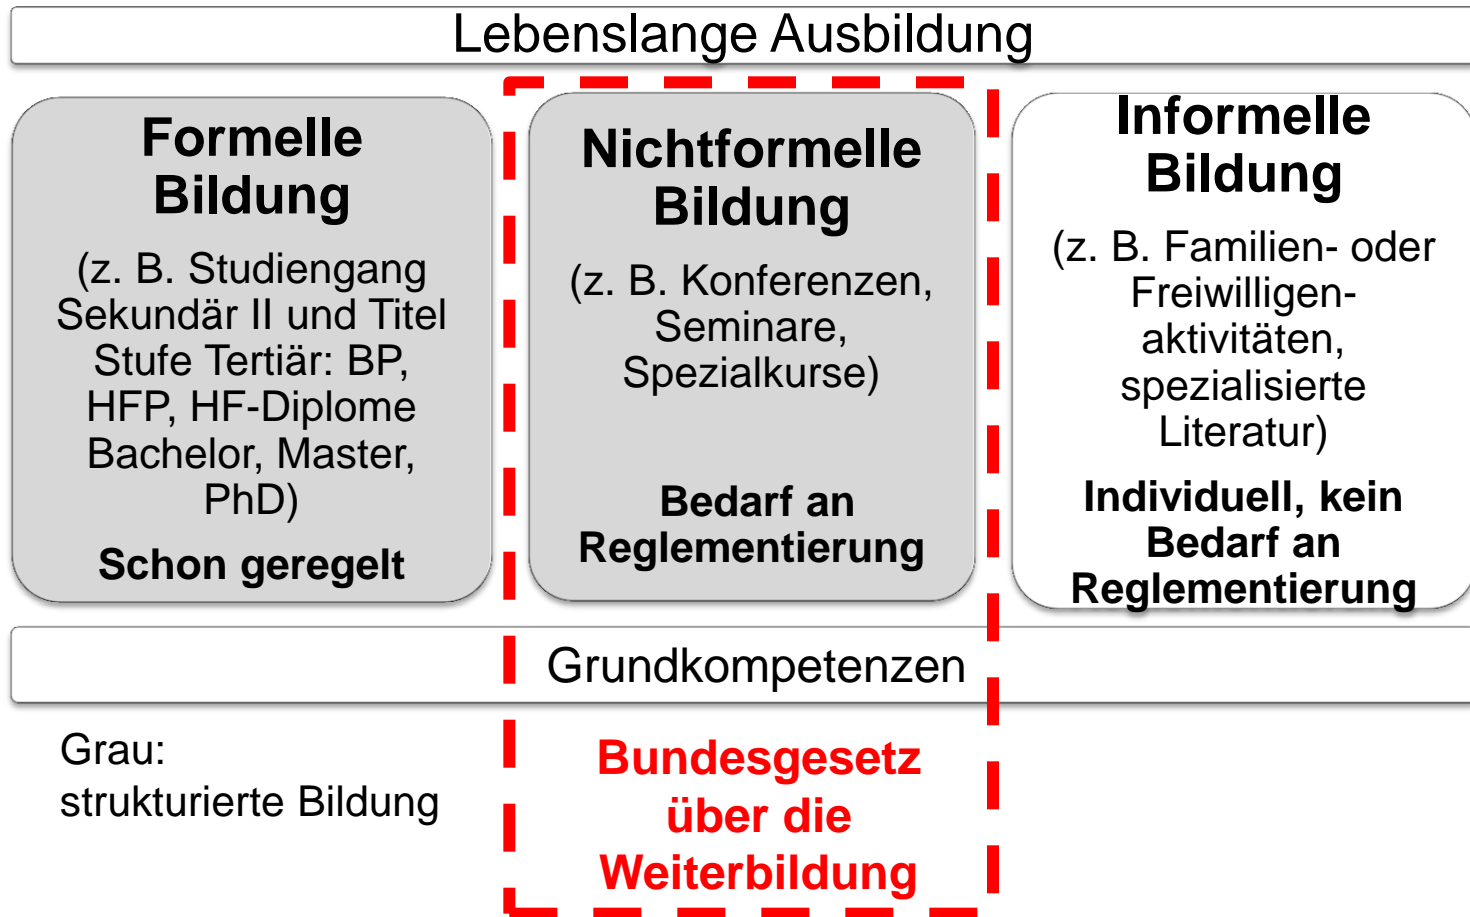 Lebenslange Ausbildung
Formelle
Bildung
(z. B. Studiengang
Sekundär II und Titel
Stufe Tertiär: BP,
HFP, HF-Diplome
Bachelor, Master,
PhD)
Schon geregelt
Nichtformelle
Bildung
(z. B. Konferenzen,
Seminare,
Spezialkurse)
Bedarf an
Reglementierung
Informelle
Bildung
(z. B. Familien- oder
Freiwilligen-
aktivitäten,
spezialisierte
Literatur)
Individuell, kein
Bedarf an
Reglementierung
Grundkompetenzen
Grau:
strukturierte Bildung
Bundesgesetz
über die
Weiterbildung